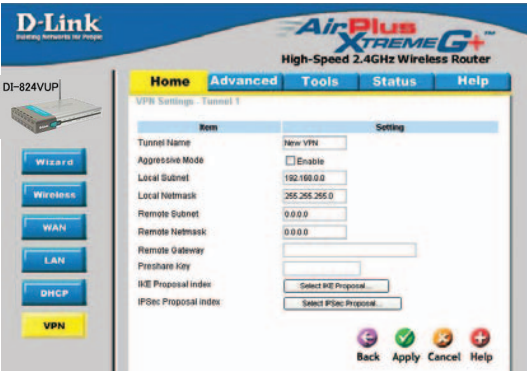 D-Link
Building Networks for People
AirPlus
XTREME G+™
High-Speed 2.4GHz Wireless Router
DI-824VUP
Home Advanced Tools Status Help
VPN Settings - Tunnel 1
Item Setting
Tunnel Name New VPN
Aggressive Mode Enable
Local Subnet 192.168.0.0
Local Netmask 255.255.255.0
Remote Subnet 0.0.0.0
Remote Netmask 0.0.0.0
Remote Gateway
Preshare Key
IKE Proposal index Select IKE Proposal...
IPSec Proposal index Select IPSec Proposal...
Wizard
Wireless
WAN
LAN
DHCP
VPN
Back Apply Cancel Help